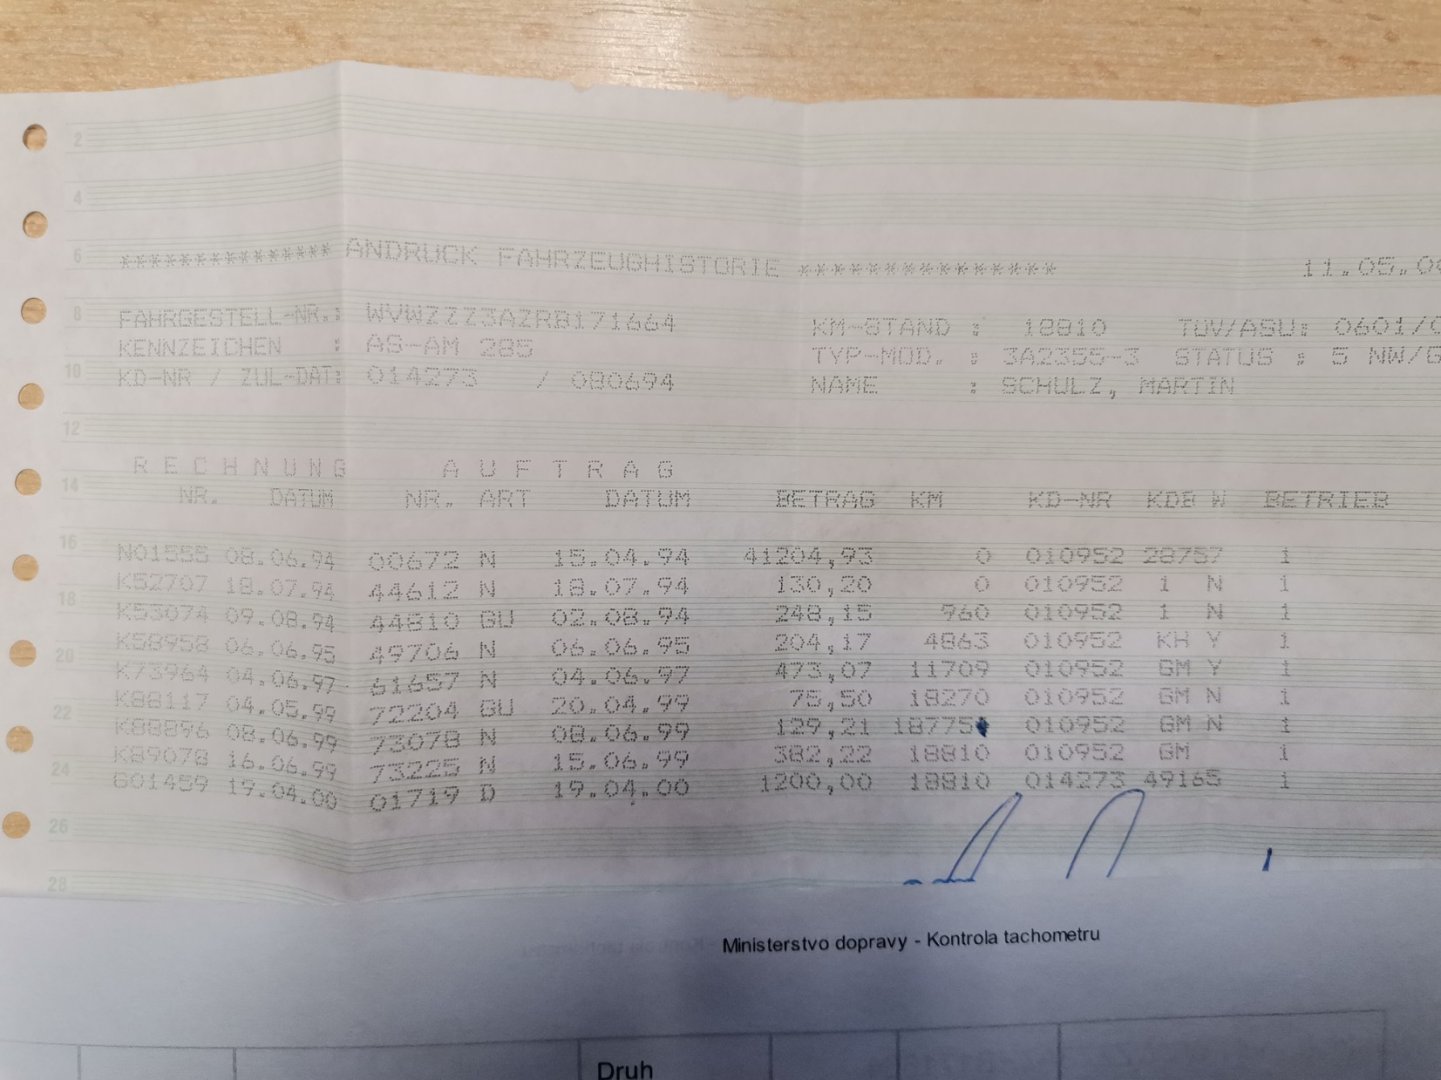 2
4
6 ************** ANDRUCK FAHRZEUGHISTORIE *************** 11.05.0
8 FAHRGESTELL-NR.: WVWZZZ3AZRB171664 KM-STAND : 18810 TÜV/ASU: 0601/0
KENNZEICHEN : AS-AM 285 TYP-MOD. : 3A2355-3 STATUS : 5 NW/G
10 KD-NR / ZUL-DAT: 014273 / 080694 NAME : SCHULZ, MARTIN
12
R E C H N U N G A U F T R A G
14 NR. DATUM NR. ART DATUM BETRAG KM KD-NR KDB W BETRIEB
16 N01555 08.06.94 00672 N 15.04.94 41204,93 0 010952 28757 1
K52707 18.07.94 44612 N 18.07.94 130,20 0 010952 1 N 1
18 K53074 09.08.94 44810 GU 02.08.94 248,15 960 010952 1 N 1
K58958 06.06.95 49706 N 06.06.95 204,17 4863 010952 KH Y 1
20 K73964 04.06.97 61657 N 04.06.97 473,07 11709 010952 GM Y 1
K88117 04.05.99 72204 GU 20.04.99 75,50 18270 010952 GM N 1
22 K88896 08.06.99 73078 N 08.06.99 129,21 18775 010952 GM N 1
K89078 16.06.99 73225 N 15.06.99 382,22 18810 010952 GM 1
24 G01459 19.04.00 01719 D 19.04.00 1200,00 18810 014273 49165 1
26
28
Ministerstvo dopravy - Kontrola tachometru
Druh